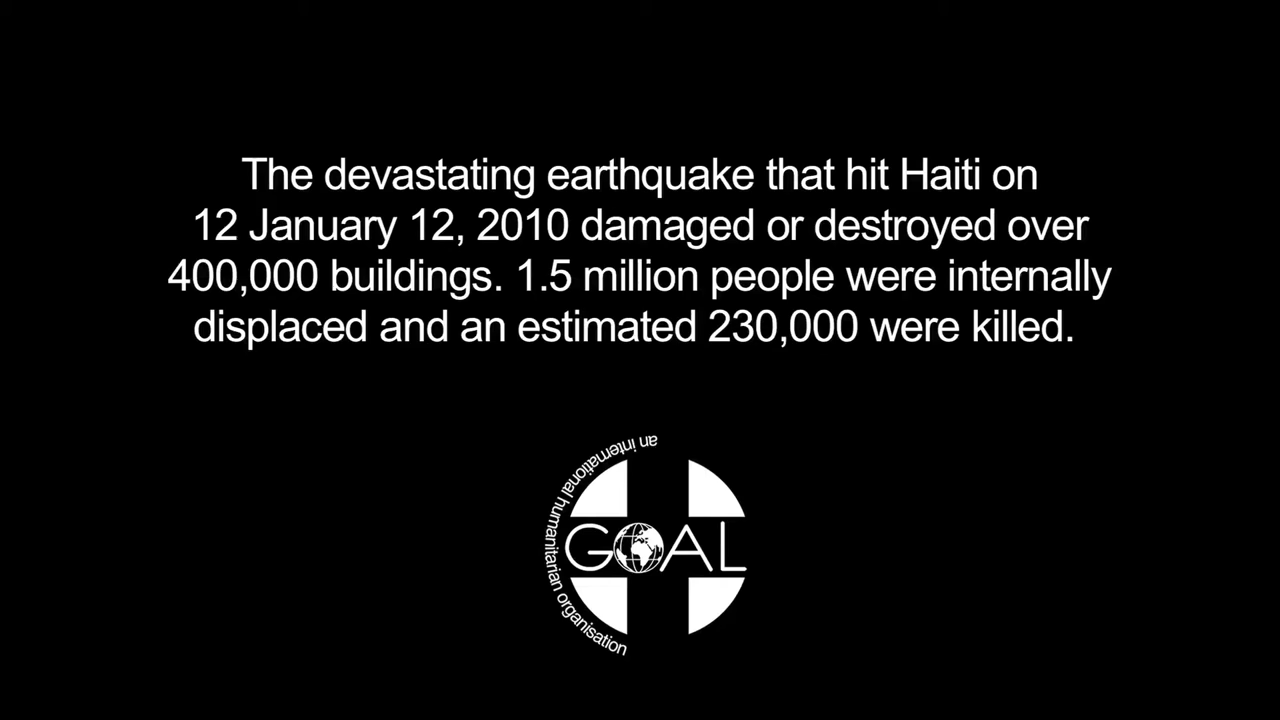 The devastating earthquake that hit Haiti on
12 January 12, 2010 damaged or destroyed over
400,000 buildings. 1.5 million people were internally
displaced and an estimated 230,000 were killed.
an international humanitarian organisation
GOAL